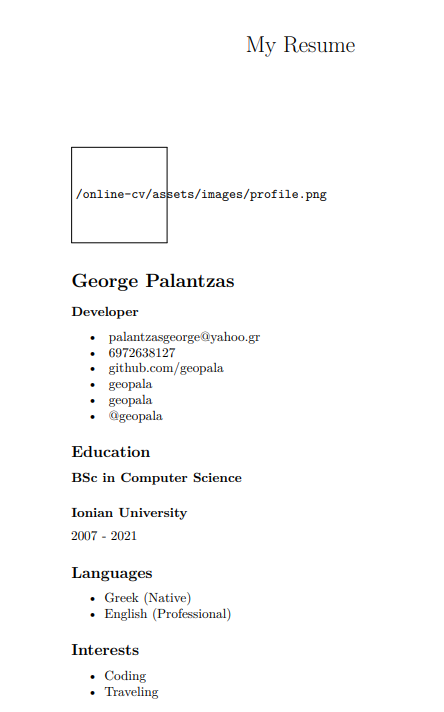 My Resume
/online-cv/assets/images/profile.png
George Palantzas
Developer
• palantzasgeorge@yahoo.gr
• 6972638127
• github.com/geopala
• geopala
• geopala
• @geopala
Education
BSc in Computer Science
Ionian University
2007 - 2021
Languages
• Greek (Native)
• English (Professional)
Interests
• Coding
• Traveling